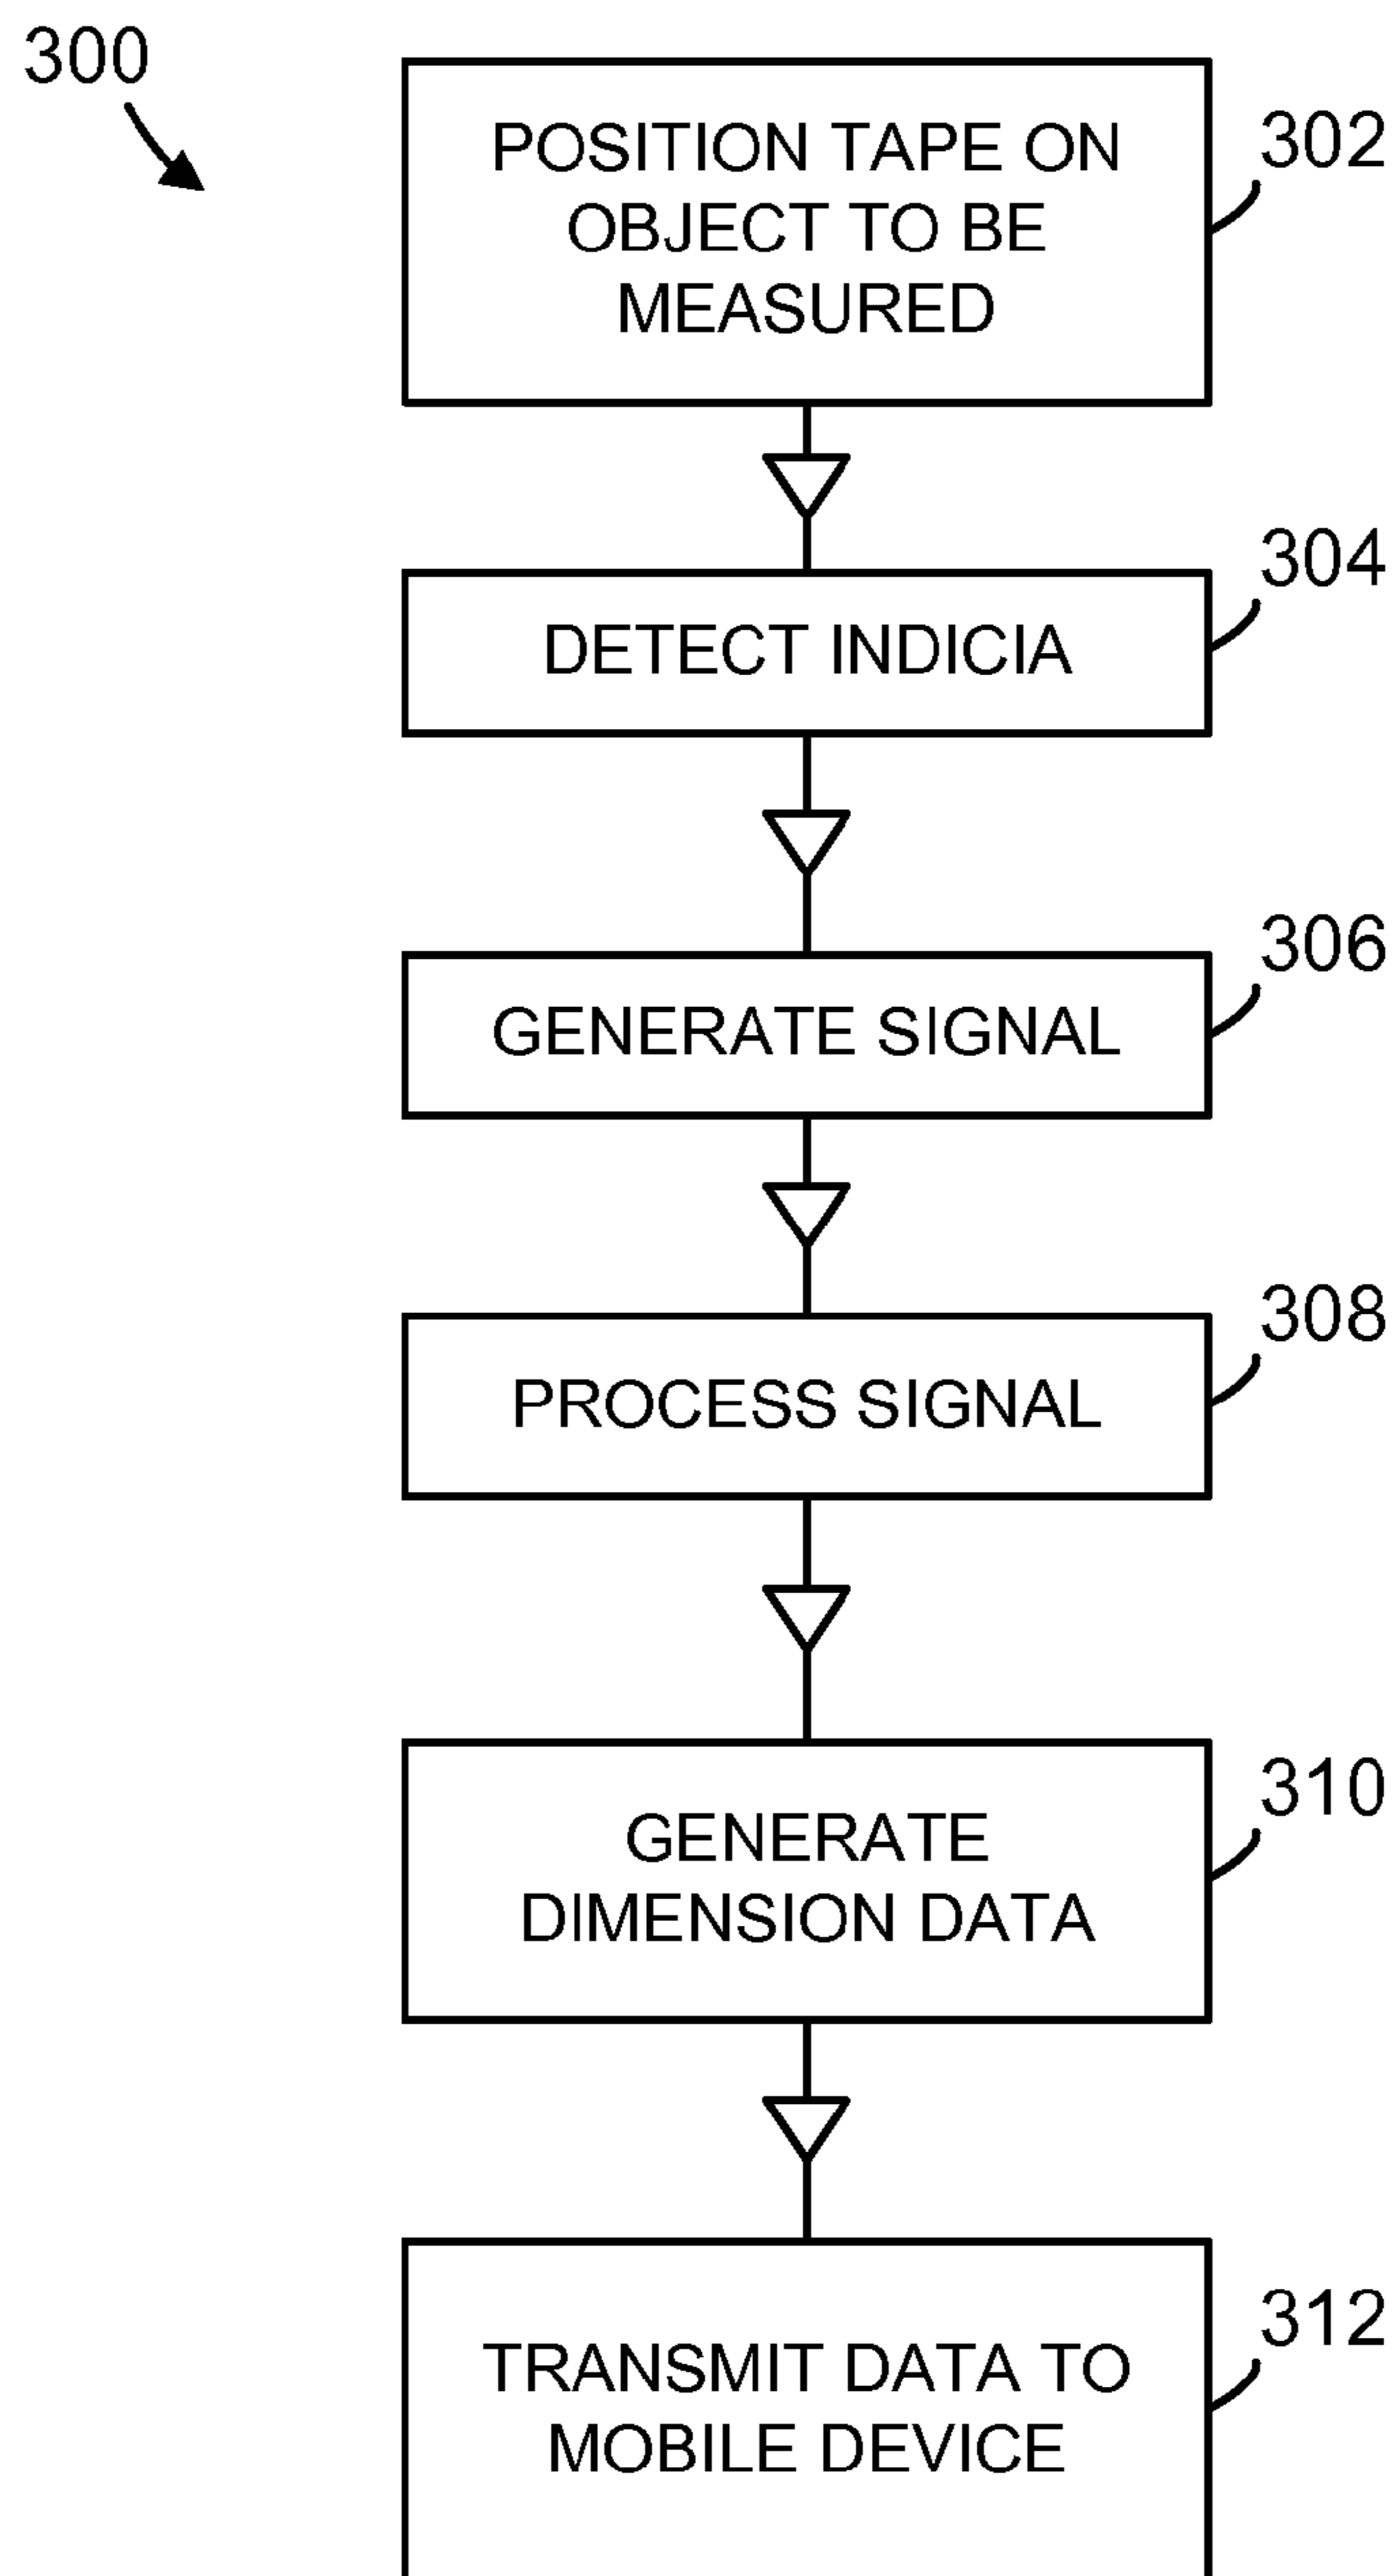 300
POSITION TAPE ON
OBJECT TO BE
MEASURED
302
DETECT INDICIA
304
GENERATE SIGNAL
306
PROCESS SIGNAL
308
GENERATE
DIMENSION DATA
310
TRANSMIT DATA TO
MOBILE DEVICE
312